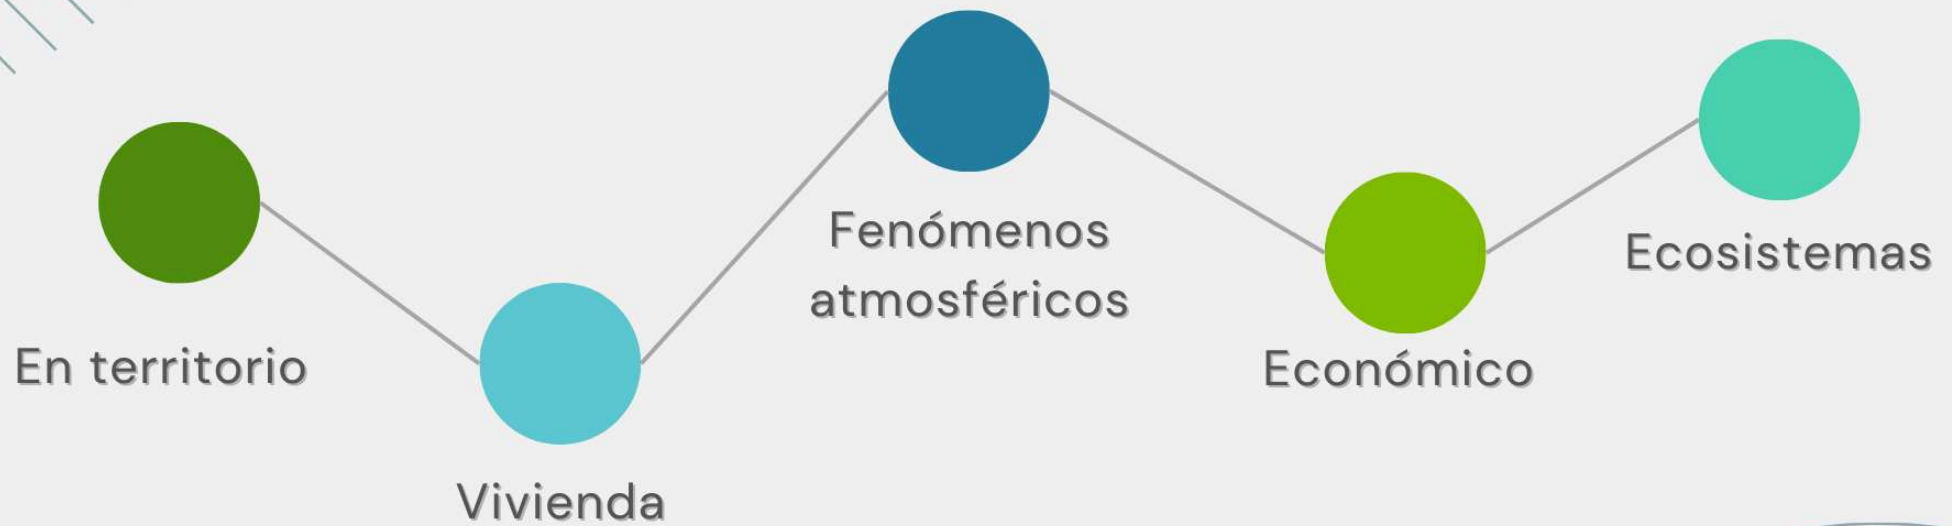 En territorio
Vivienda
Fenómenos
atmosféricos
Económico
Ecosistemas